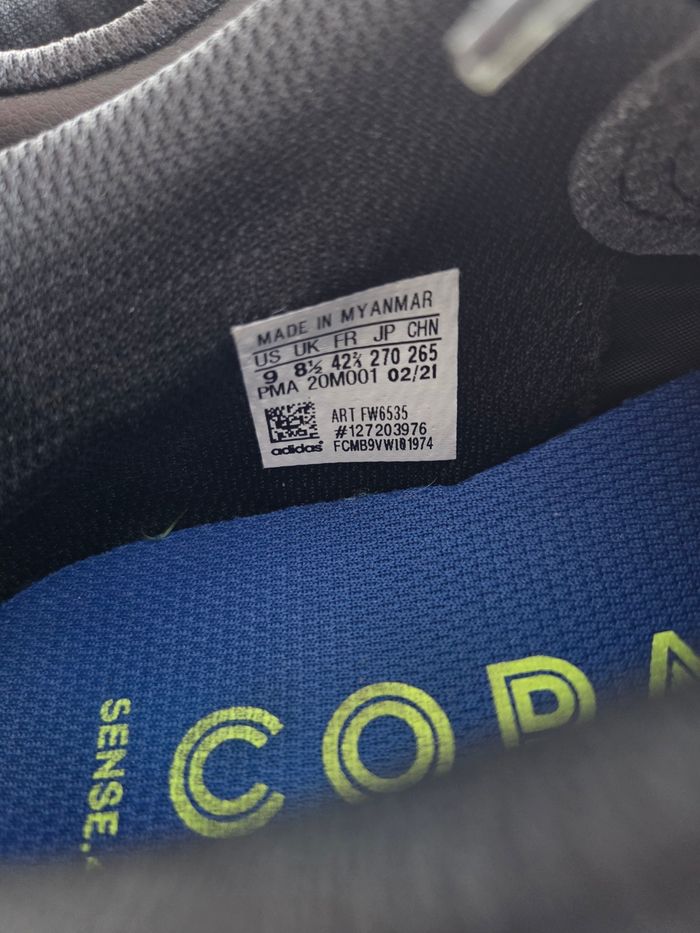 MADE IN MYANMAR
US UK FR JP CHN
9 8½ 42⅔ 270 265
PMA 20M001 02/21
ART FW6535
#127203976
adidas® FCMB9VWI01974
COPA
SENSE.